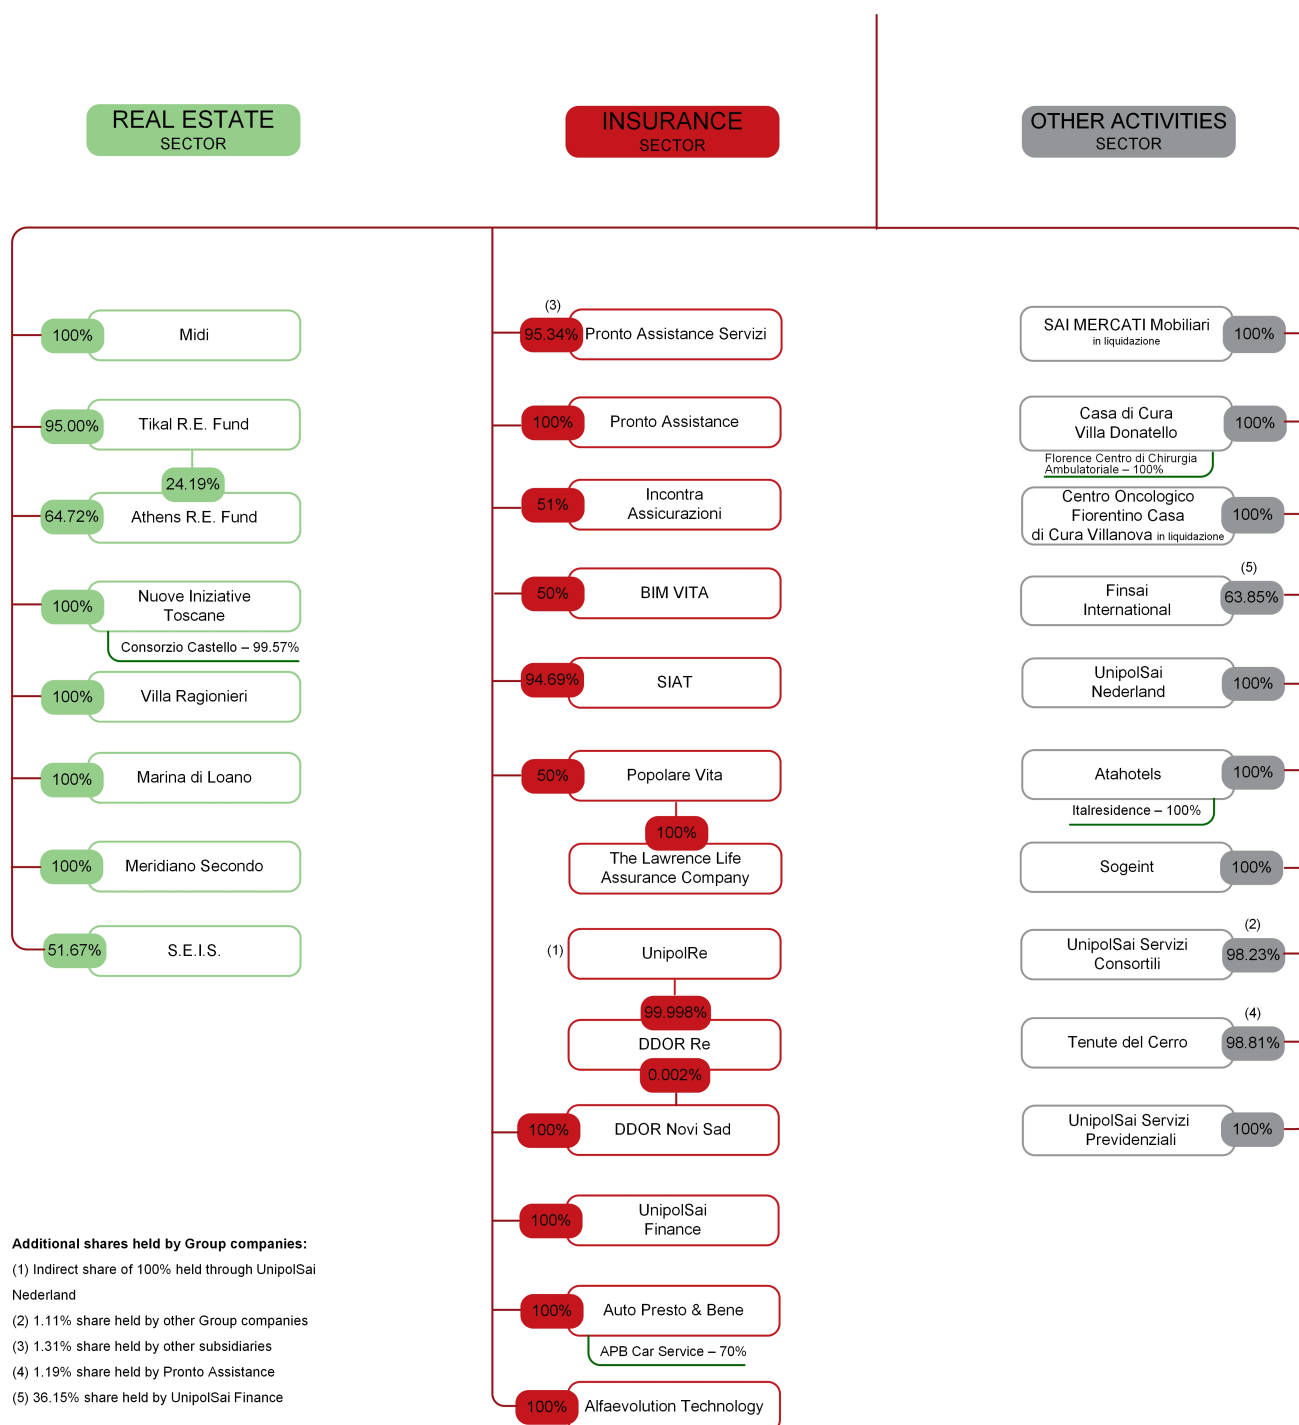 REAL ESTATE
SECTOR
100%
Midi
95.00%
Tikal R.E. Fund
24.19%
64.72%
Athens R.E. Fund
100%
Nuove Iniziative
Toscane
Consorzio Castello – 99.57%
100%
Villa Ragionieri
100%
Marina di Loano
100%
Meridiano Secondo
51.67%
S.E.I.S.
INSURANCE
SECTOR
(3)
95.34%
Pronto Assistance Servizi
100%
Pronto Assistance
51%
Incontra
Assicurazioni
50%
BIM VITA
94.69%
SIAT
50%
Popolare Vita
100%
The Lawrence Life
Assurance Company
(1)
UnipolRe
99.998%
DDOR Re
0.002%
100%
DDOR Novi Sad
100%
UnipolSai
Finance
100%
Auto Presto & Bene
APB Car Service – 70%
100%
Alfaevolution Technology
OTHER ACTIVITIES
SECTOR
SAI MERCATI Mobiliari
in liquidazione
100%
Casa di Cura
Villa Donatello
100%
Florence Centro di Chirurgia
Ambulatoriale – 100%
Centro Oncologico
Fiorentino Casa
di Cura Villanova in liquidazione
100%
(5)
Finsai
International
63.85%
UnipolSai
Nederland
100%
Atahotels
100%
Italresidence – 100%
Sogeint
100%
(2)
UnipolSai Servizi
Consortili
98.23%
(4)
Tenute del Cerro
98.81%
UnipolSai Servizi
Previdenziali
100%
Additional shares held by Group companies:
(1) Indirect share of 100% held through UnipolSai
Nederland
(2) 1.11% share held by other Group companies
(3) 1.31% share held by other subsidiaries
(4) 1.19% share held by Pronto Assistance
(5) 36.15% share held by UnipolSai Finance